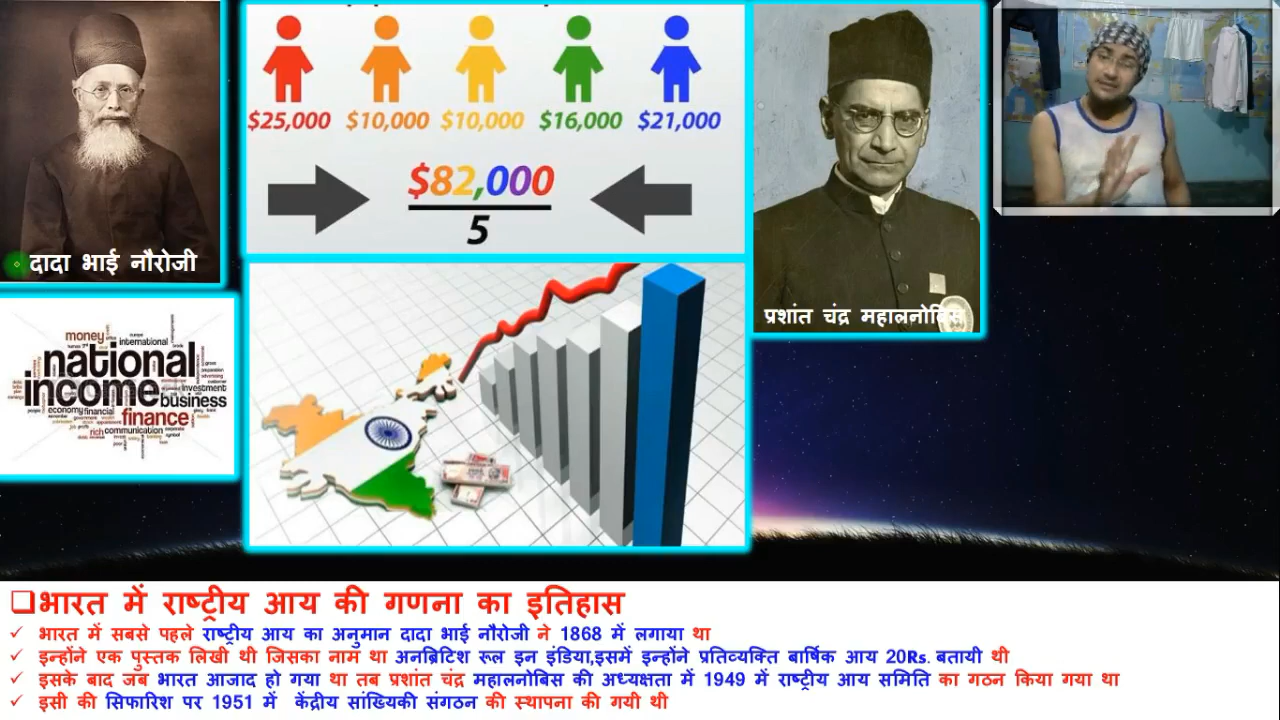 $25,000 $10,000 $10,000 $16,000 $21,000
$82,000
5
दादा भाई नौरोजी
प्रशांत चंद्र महालनोबिस
money
international
national
income
investment
business
economy
financial
finance
rich
communication
भारत में राष्ट्रीय आय की गणना का इतिहास
✓ भारत में सबसे पहले राष्ट्रीय आय का अनुमान दादा भाई नौरोजी ने 1868 में लगाया था
✓ इन्होंने एक पुस्तक लिखी थी जिसका नाम था अनब्रिटिश रूल इन इंडिया,इसमें इन्होंने प्रतिव्यक्ति बार्षिक आय 20Rs. बतायी थी
✓ इसके बाद जब भारत आजाद हो गया था तब प्रशांत चंद्र महालनोबिस की अध्यक्षता में 1949 में राष्ट्रीय आय समिति का गठन किया गया था
✓ इसी की सिफारिश पर 1951 में केंद्रीय सांख्यिकी संगठन की स्थापना की गयी थी